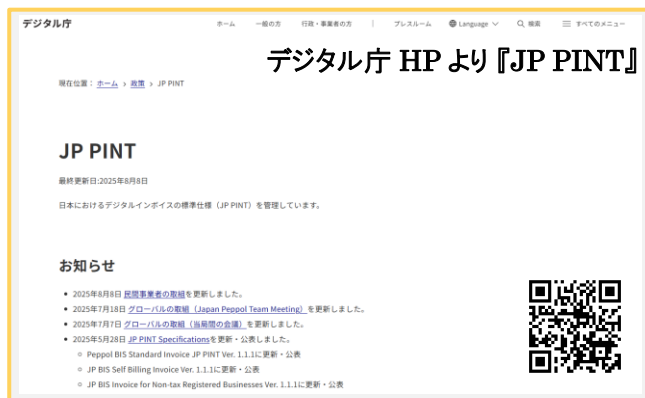 デジタル庁
ホーム 一般の方 行政・事業者の方 | プレスルーム Language 検索 すべてのメニュー
デジタル庁 HP より『JP PINT』
現在位置： ホーム > 政策 > JP PINT
JP PINT
最終更新日:2025年8月8日
日本におけるデジタルインボイスの標準仕様（JP PINT）を管理しています。
お知らせ
• 2025年8月8日 民間事業者の取組を更新しました。
• 2025年7月18日 グローバルの取組（Japan Peppol Team Meeting）を更新しました。
• 2025年7月7日 グローバルの取組（当局間の会議）を更新しました。
• 2025年5月28日 JP PINT Specificationsを更新・公表しました。
◦ Peppol BIS Standard Invoice JP PINT Ver. 1.1.1に更新・公表
◦ JP BIS Self Billing Invoice Ver. 1.1.1に更新・公表
◦ JP BIS Invoice for Non-tax Registered Businesses Ver. 1.1.1に更新・公表